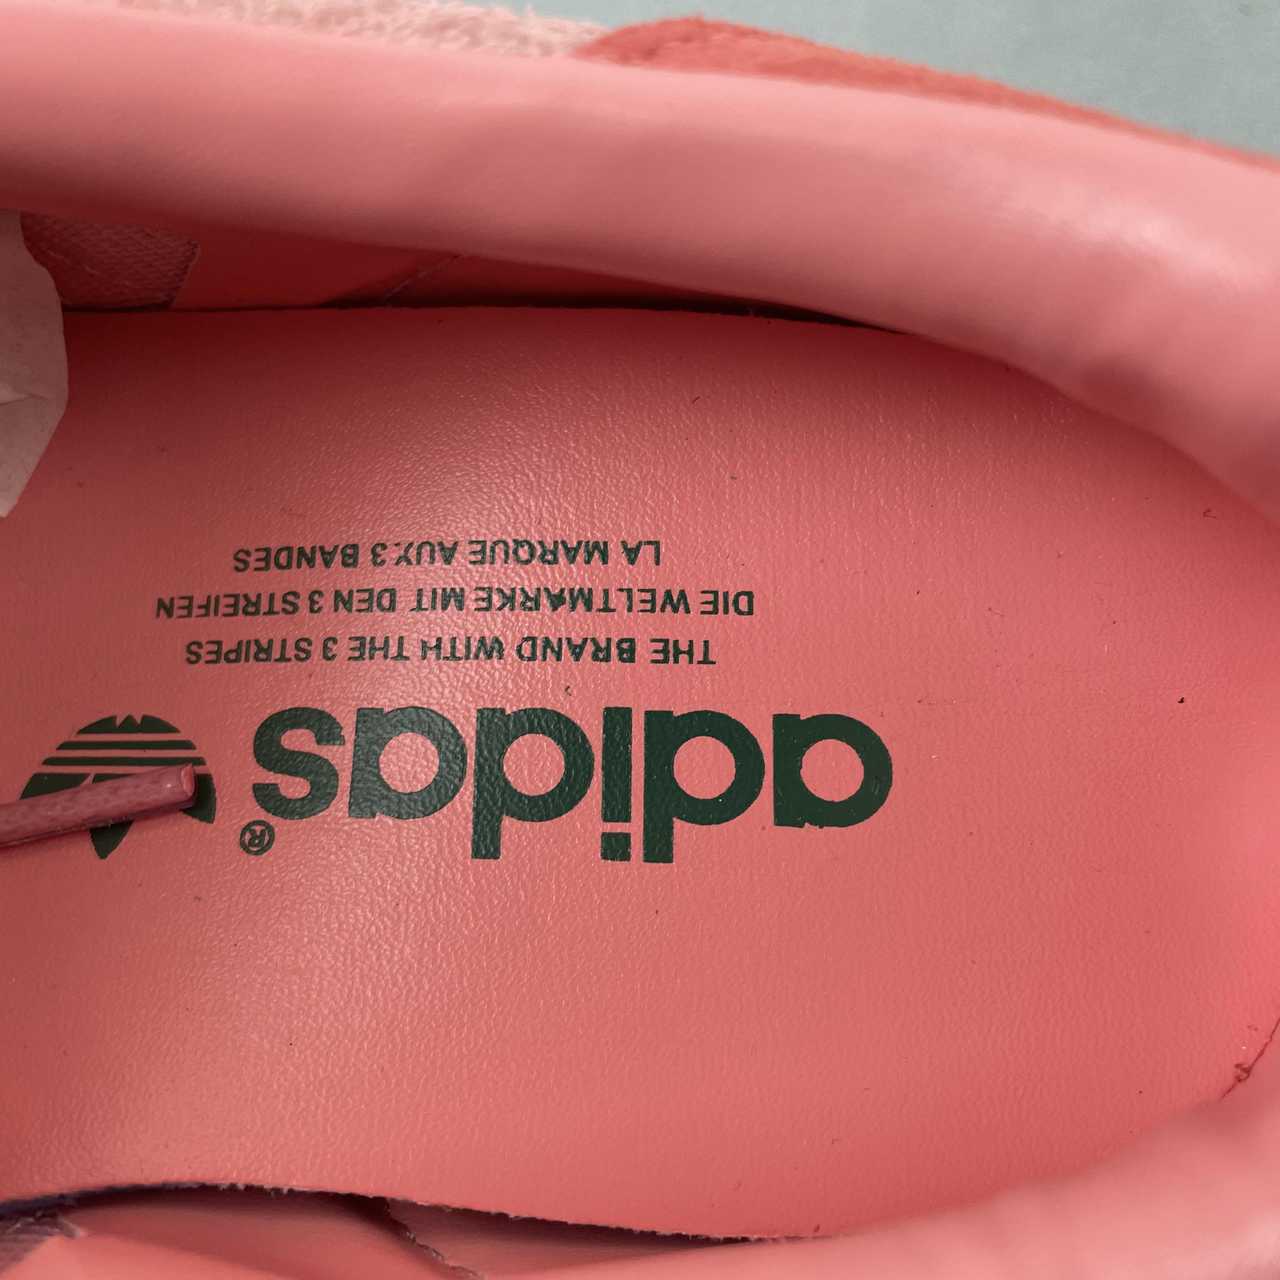 adidas®
THE BRAND WITH THE 3 STRIPES
DIE WELTMARKE MIT DEN 3 STREIFEN
LA MARQUE AUX 3 BANDES